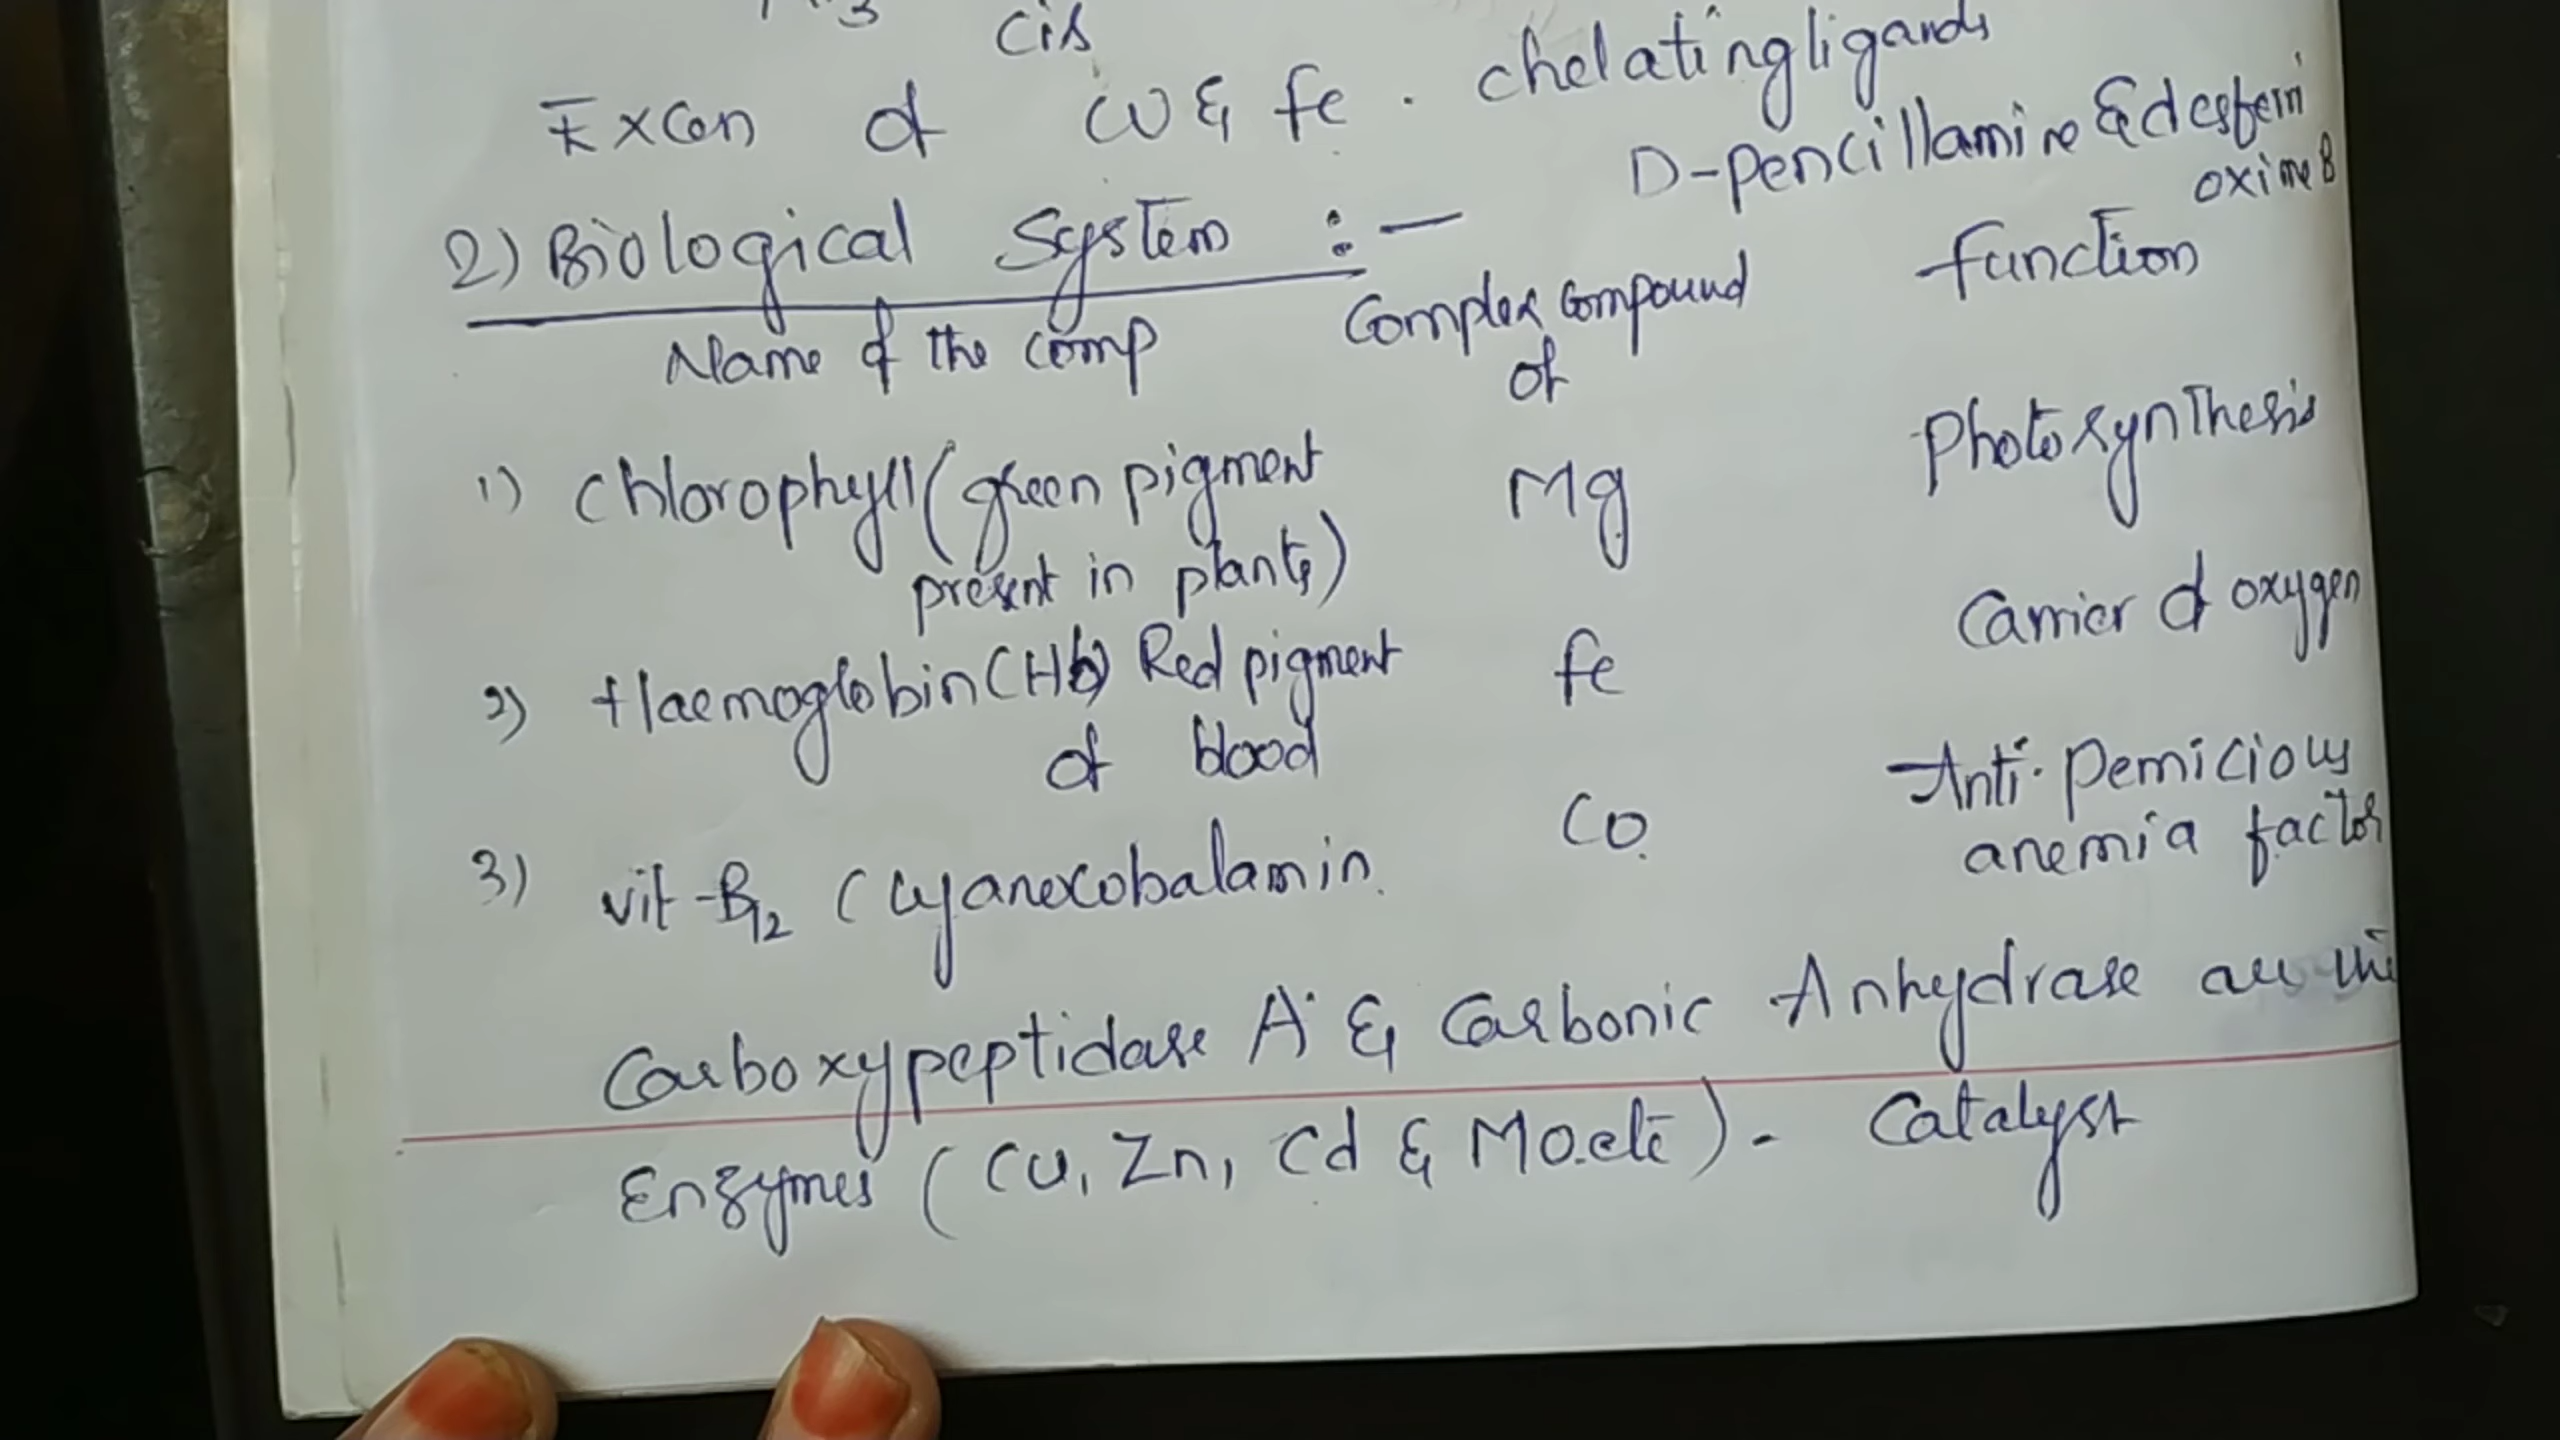 cis
Excen of Cu & Fe. chelating ligands
D-pencillamine & desferri
oxime B
2) Biological System :-
Name of the comp Complex compound of Function
1) Chlorophyll (green pigment present in plants) Mg Photosynthesis
2) Haemoglobin (Hb) Red pigment of blood Fe Carrier of oxygen
3) vit-B12 (Cyanocobalamin Co. Anti. Pernicious anemia factor
Carboxypeptidase A & Carbonic Anhydrase are the
Enzymes (Cu, Zn, Cd & Mo.etc) - Catalyst